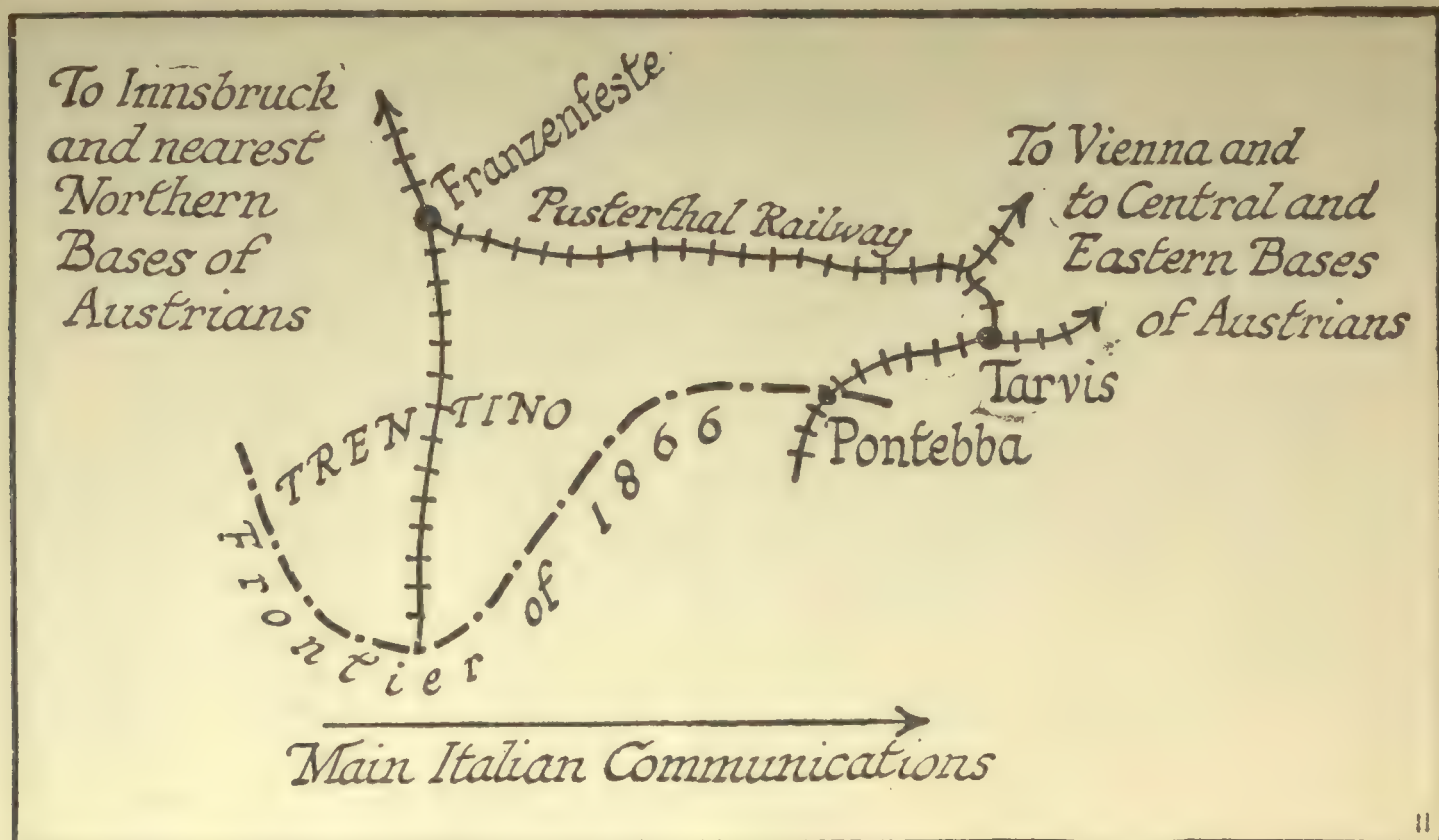 To Innsbruck
and nearest
Northern
Bases of
Austrians
Franzenfeste
Pusterthal Railway
To Vienna and
to Central and
Eastern Bases
of Austrians
Tarvis
Pontebba
TRENTINO
Frontier of 1866
Main Italian Communications
11